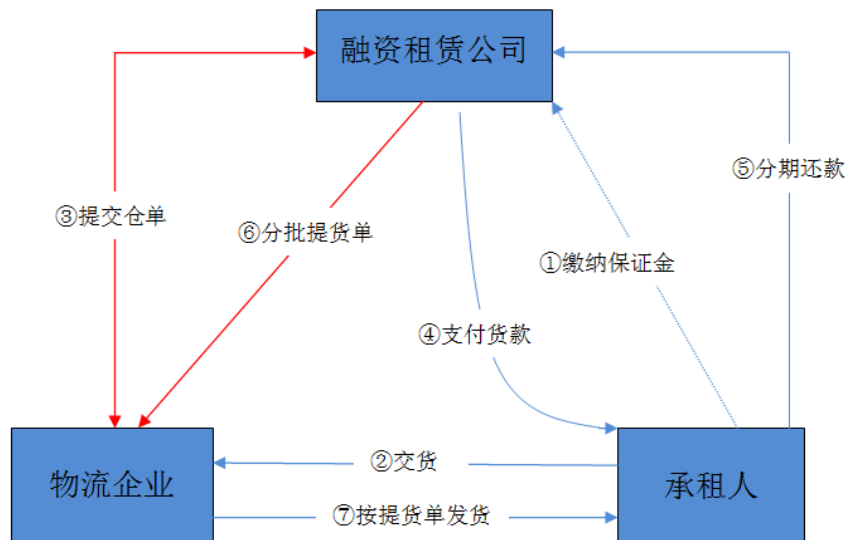 融资租赁公司
⑤分期还款
③提交仓单
⑥分批提货单
①缴纳保证金
④支付货款
物流企业
②交货
承租人
⑦按提货单发货